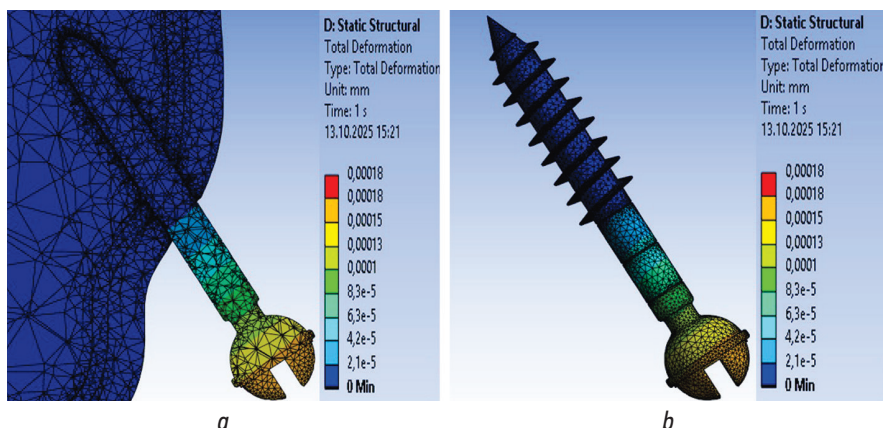 D: Static Structural
Total Deformation
Type: Total Deformation
Unit: mm
Time: 1 s
13.10.2025 15:21
0,00018
0,00018
0,00015
0,00013
0,0001
8,3e-5
6,3e-5
4,2e-5
2,1e-5
0 Min
a
D: Static Structural
Total Deformation
Type: Total Deformation
Unit: mm
Time: 1 s
13.10.2025 15:21
0,00018
0,00018
0,00015
0,00013
0,0001
8,3e-5
6,3e-5
4,2e-5
2,1e-5
0 Min
b